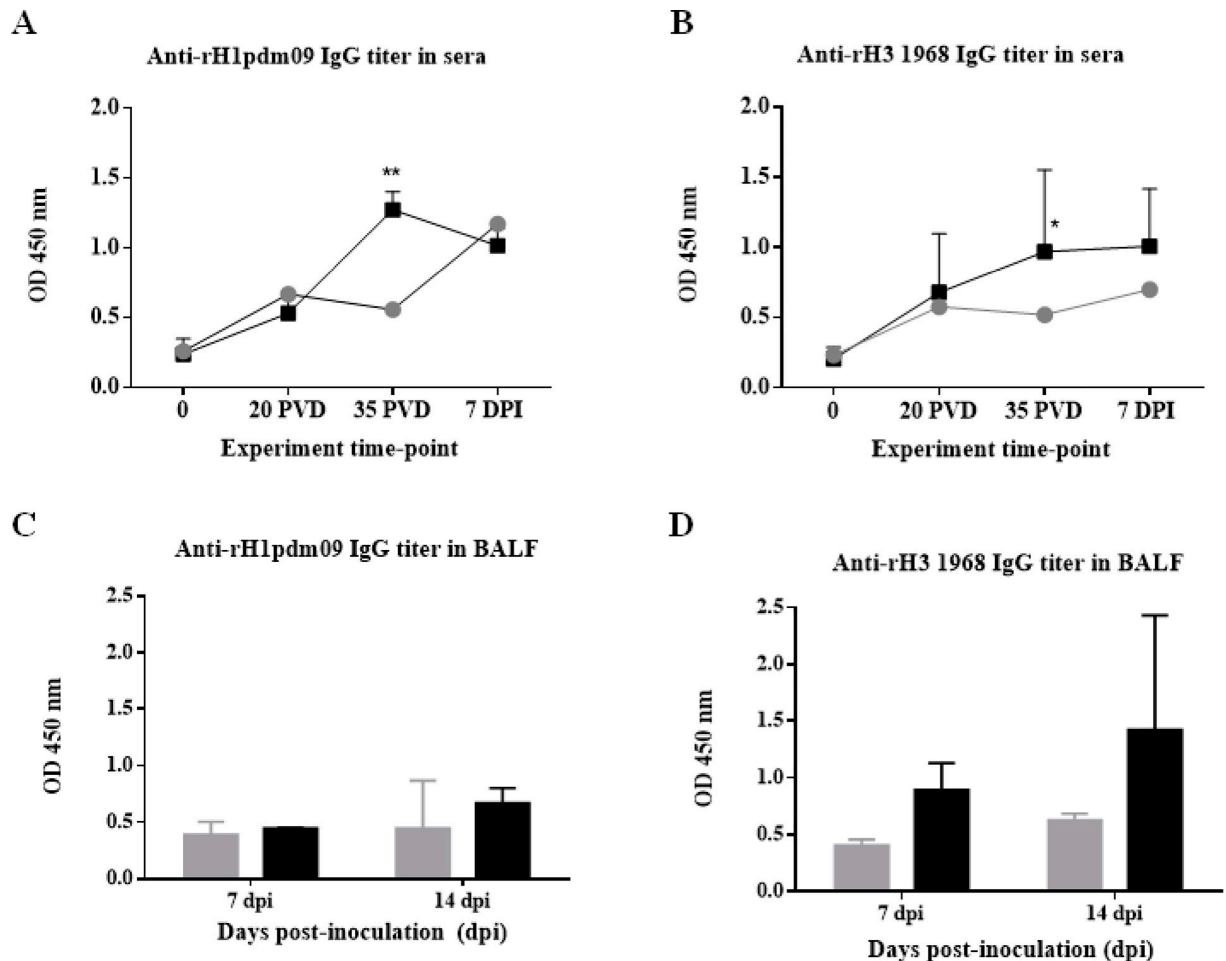 A
Anti-rH1pdm09 IgG titer in sera
2.0
1.5
1.0
0.5
0.0
OD 450 nm
**
0 20 PVD 35 PVD 7 DPI
Experiment time-point
B
Anti-rH3 1968 IgG titer in sera
2.0
1.5
1.0
0.5
0.0
OD 450 nm
*
0 20 PVD 35 PVD 7 DPI
Experiment time-point
C
Anti-rH1pdm09 IgG titer in BALF
2.5
2.0
1.5
1.0
0.5
0.0
OD 450 nm
7 dpi 14 dpi
Days post-inoculation (dpi)
D
Anti-rH3 1968 IgG titer in BALF
2.5
2.0
1.5
1.0
0.5
0.0
OD 450 nm
7 dpi 14 dpi
Days post-inoculation (dpi)